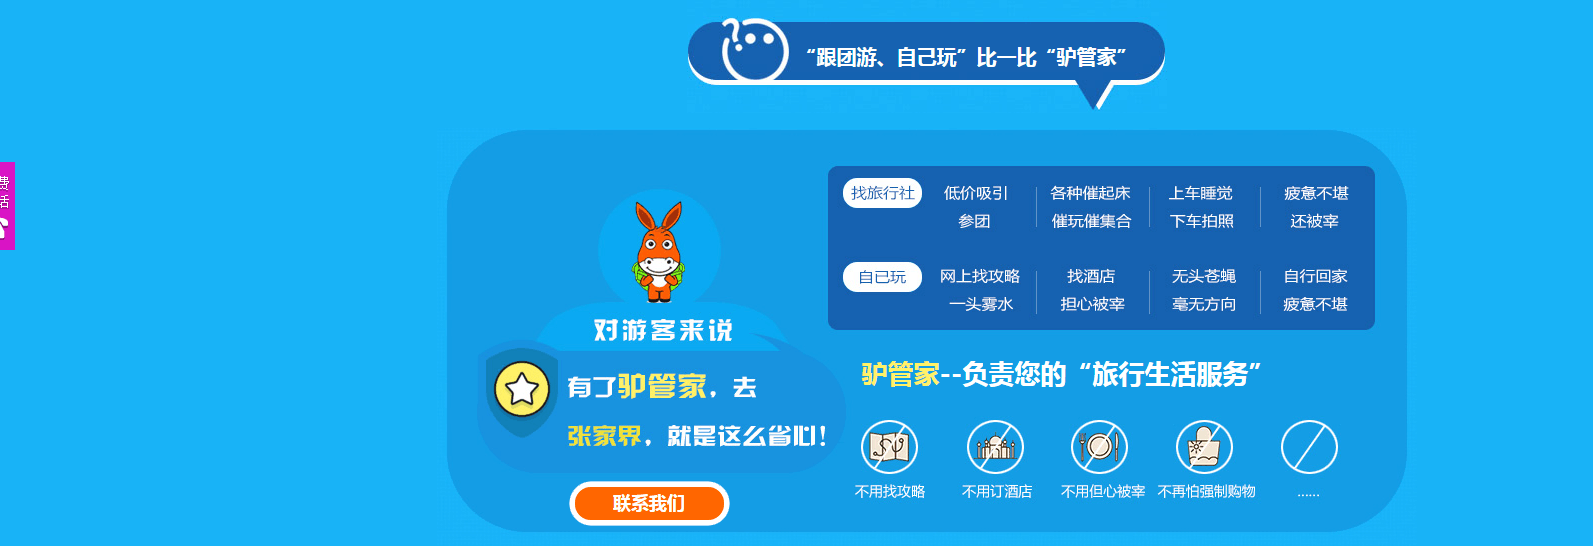 “跟团游、自己玩”比一比“驴管家”
费
话
找旅行社
低价吸引
参团
各种催起床
催玩催集合
上车睡觉
下车拍照
疲惫不堪
还被宰
自己玩
网上找攻略
一头雾水
找酒店
担心被宰
无头苍蝇
毫无方向
自行回家
疲惫不堪
对游客来说
有了驴管家，去
张家界，就是这么省心！
联系我们
驴管家--负责您的“旅行生活服务”
不用找攻略
不用订酒店
不用但心被宰
不再怕强制购物
......